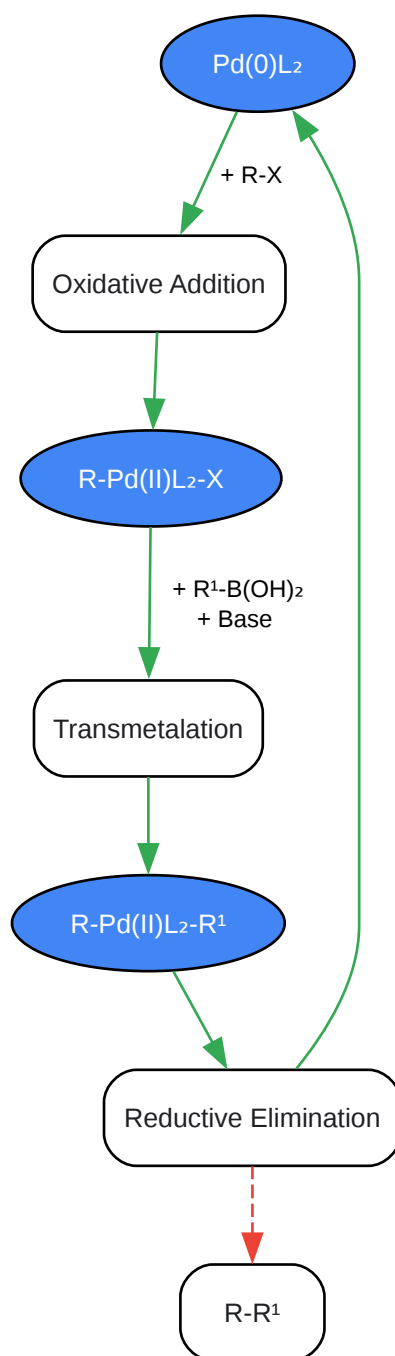 Pd(0)L₂
+ R-X
Oxidative Addition
R-Pd(II)L₂-X
+ R¹-B(OH)₂
+ Base
Transmetalation
R-Pd(II)L₂-R¹
Reductive Elimination
R-R¹